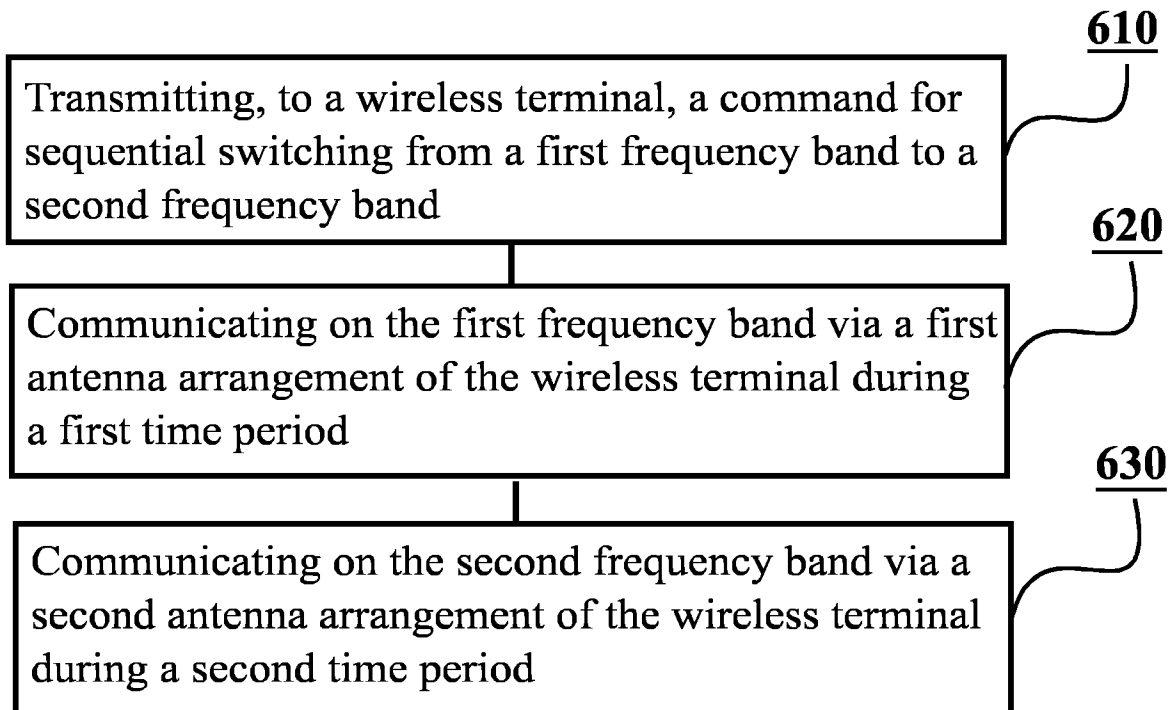 610
Transmitting, to a wireless terminal, a command for
sequential switching from a first frequency band to a
second frequency band
620
Communicating on the first frequency band via a first
antenna arrangement of the wireless terminal during
a first time period
630
Communicating on the second frequency band via a
second antenna arrangement of the wireless terminal
during a second time period